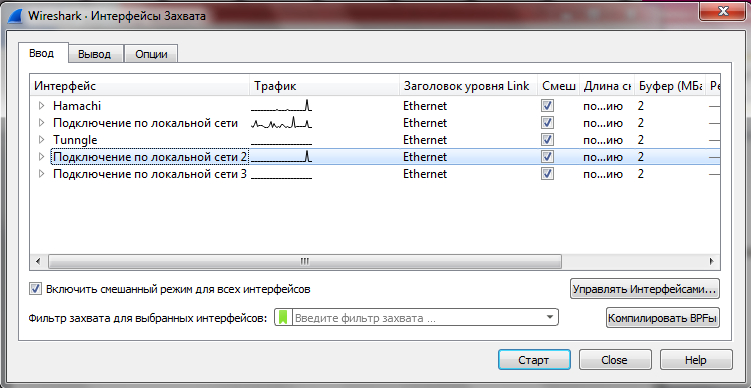 Wireshark · Интерфейсы Захвата
Ввод Вывод Опции
Интерфейс Трафик Заголовок уровня Link Смеш Длина сн Буфер (МБа Ре
Hamachi Ethernet по...ию 2 —
Подключение по локальной сети Ethernet по...ию 2 —
Tunngle Ethernet по...ию 2 —
Подключение по локальной сети 2 Ethernet по...ию 2 —
Подключение по локальной сети 3 Ethernet по...ию 2 —
Включить смешанный режим для всех интерфейсов Управлять Интерфейсами...
Фильтр захвата для выбранных интерфейсов: Введите фильтр захвата ... Компилировать BPFы
Старт Close Help